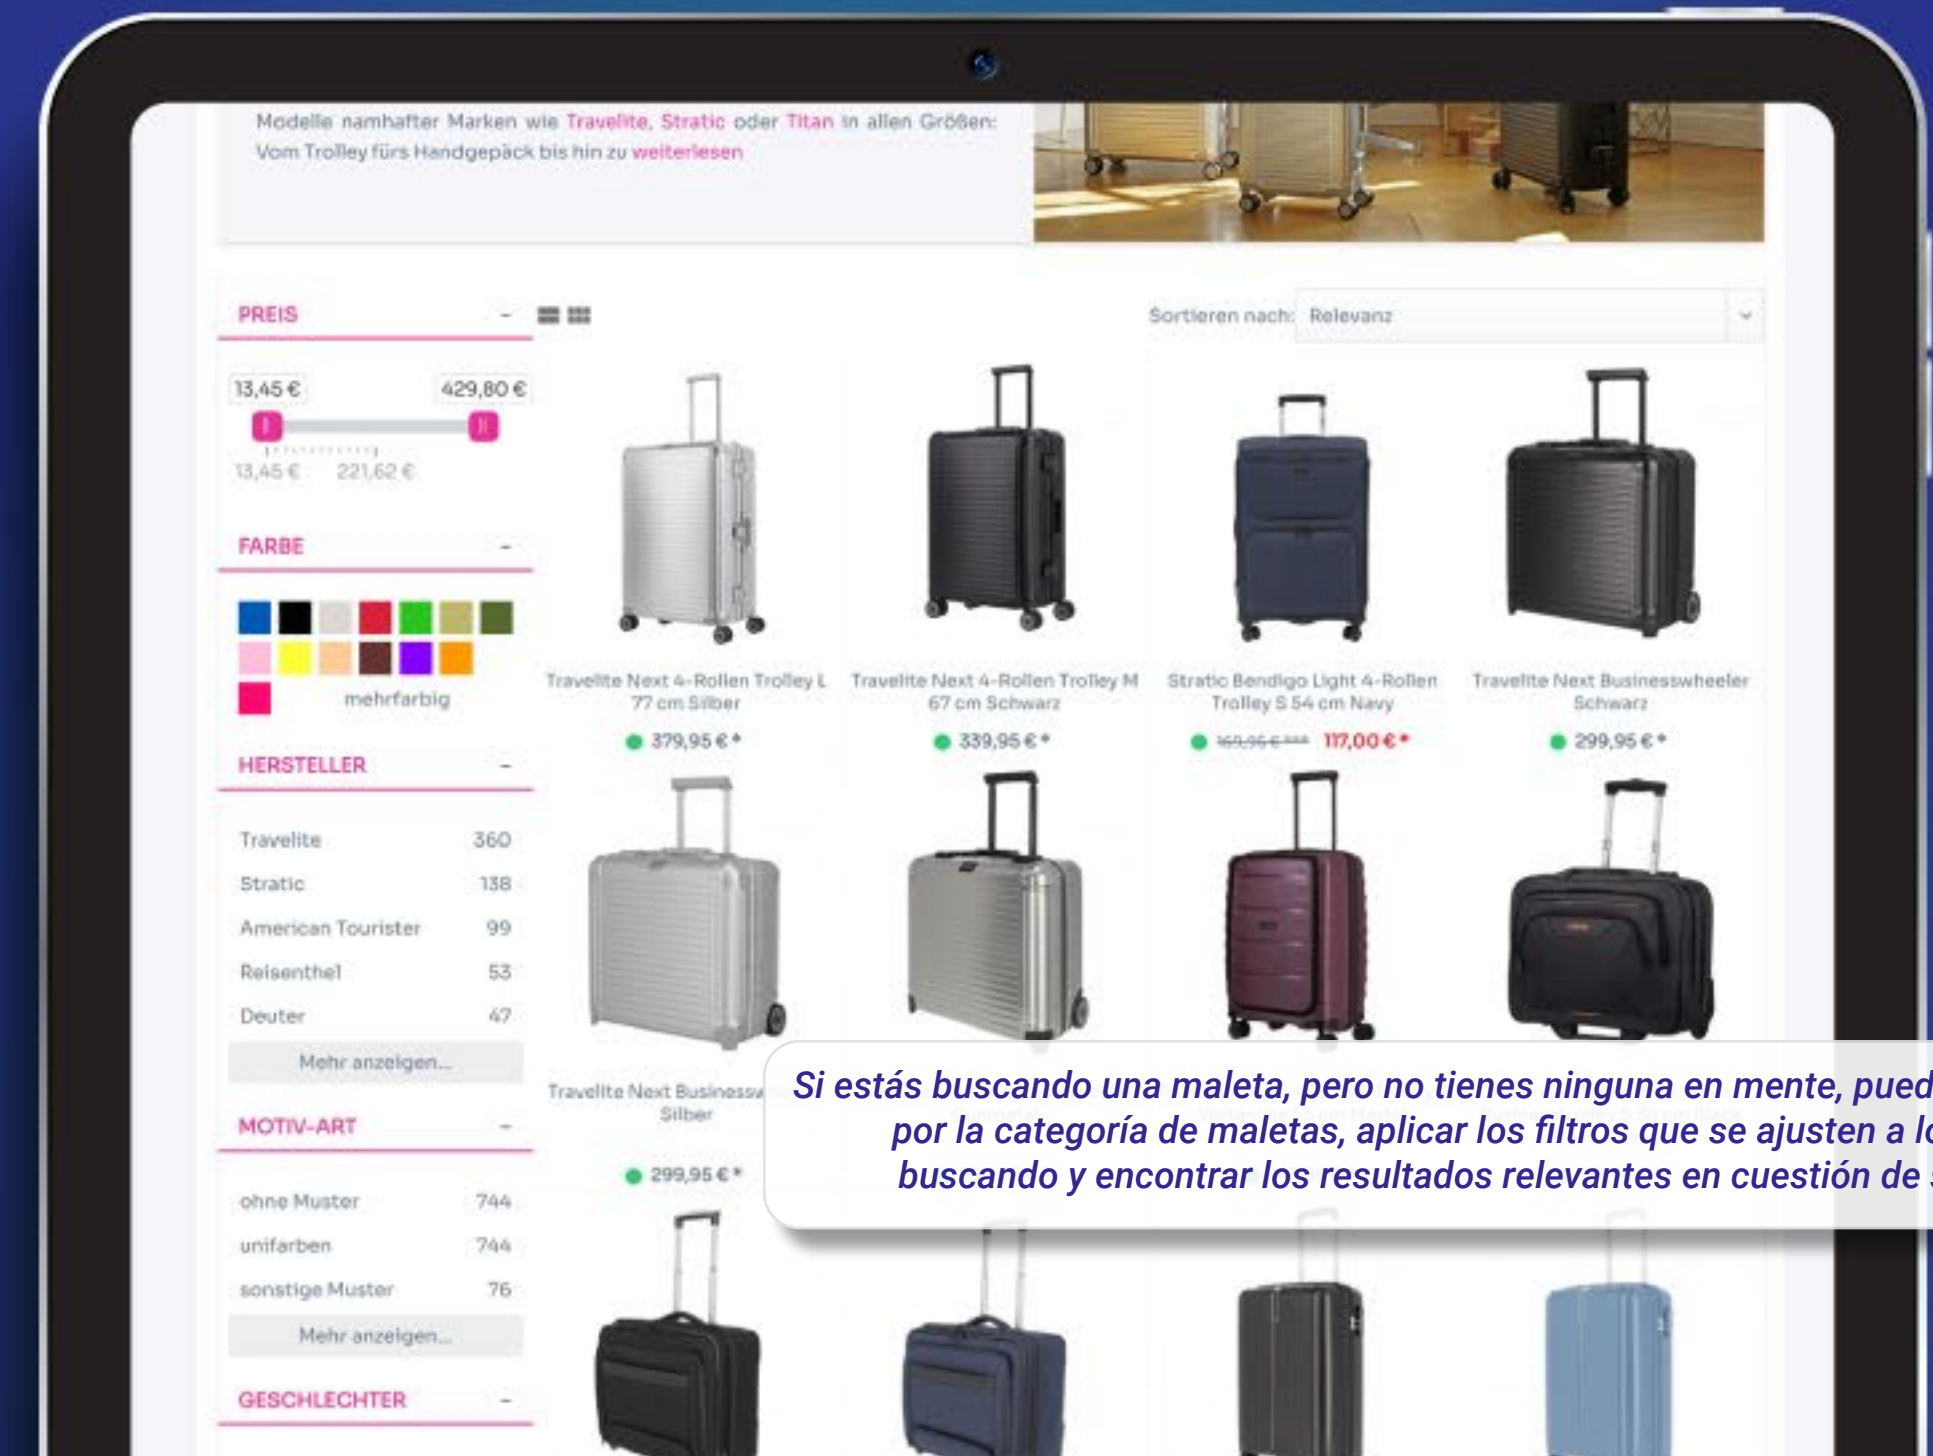 Modelle namhafter Marken wie Travelite, Stratic oder Titan in allen Größen:
Vom Trolley fürs Handgepäck bis hin zu weiterlesen
PREIS
Sortieren nach: Relevanz
13,45 € 429,80 €
13,45 € 221,62 €
FARBE
mehrfarbig
Travelite Next 4-Rollen Trolley L
77 cm Silber
379,95 € *
Travelite Next 4-Rollen Trolley M
67 cm Schwarz
339,95 € *
Stratic Bendigo Light 4-Rollen
Trolley S 54 cm Navy
169,95 € *** 117,00 € *
Travelite Next Businesswheeler
Schwarz
299,95 € *
HERSTELLER
Travelite 360
Stratic 138
American Tourister 99
Reisenthel 53
Deuter 47
Mehr anzeigen...
Travelite Next Businessw
Silber
299,95 € *
MOTIV-ART
ohne Muster 744
unifarben 744
sonstige Muster 76
Mehr anzeigen...
GESCHLECHTER
Si estás buscando una maleta, pero no tienes ninguna en mente, pued
por la categoría de maletas, aplicar los filtros que se ajusten a lo
buscando y encontrar los resultados relevantes en cuestión de s